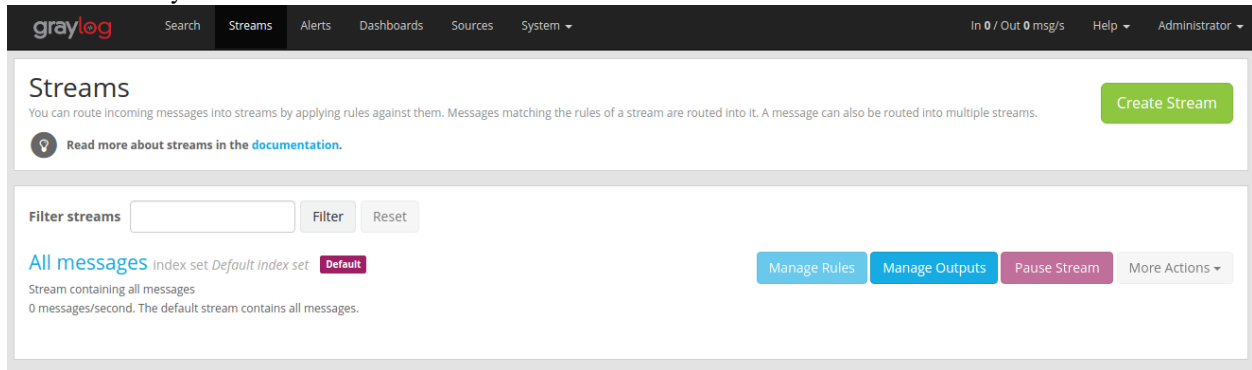 graylog Search Streams Alerts Dashboards Sources System In 0 / Out 0 msg/s Help Administrator
Streams
You can route incoming messages into streams by applying rules against them. Messages matching the rules of a stream are routed into it. A message can also be routed into multiple streams.
Create Stream
Read more about streams in the documentation.
Filter streams Filter Reset
All messages index set Default index set Default
Manage Rules Manage Outputs Pause Stream More Actions
Stream containing all messages
0 messages/second. The default stream contains all messages.